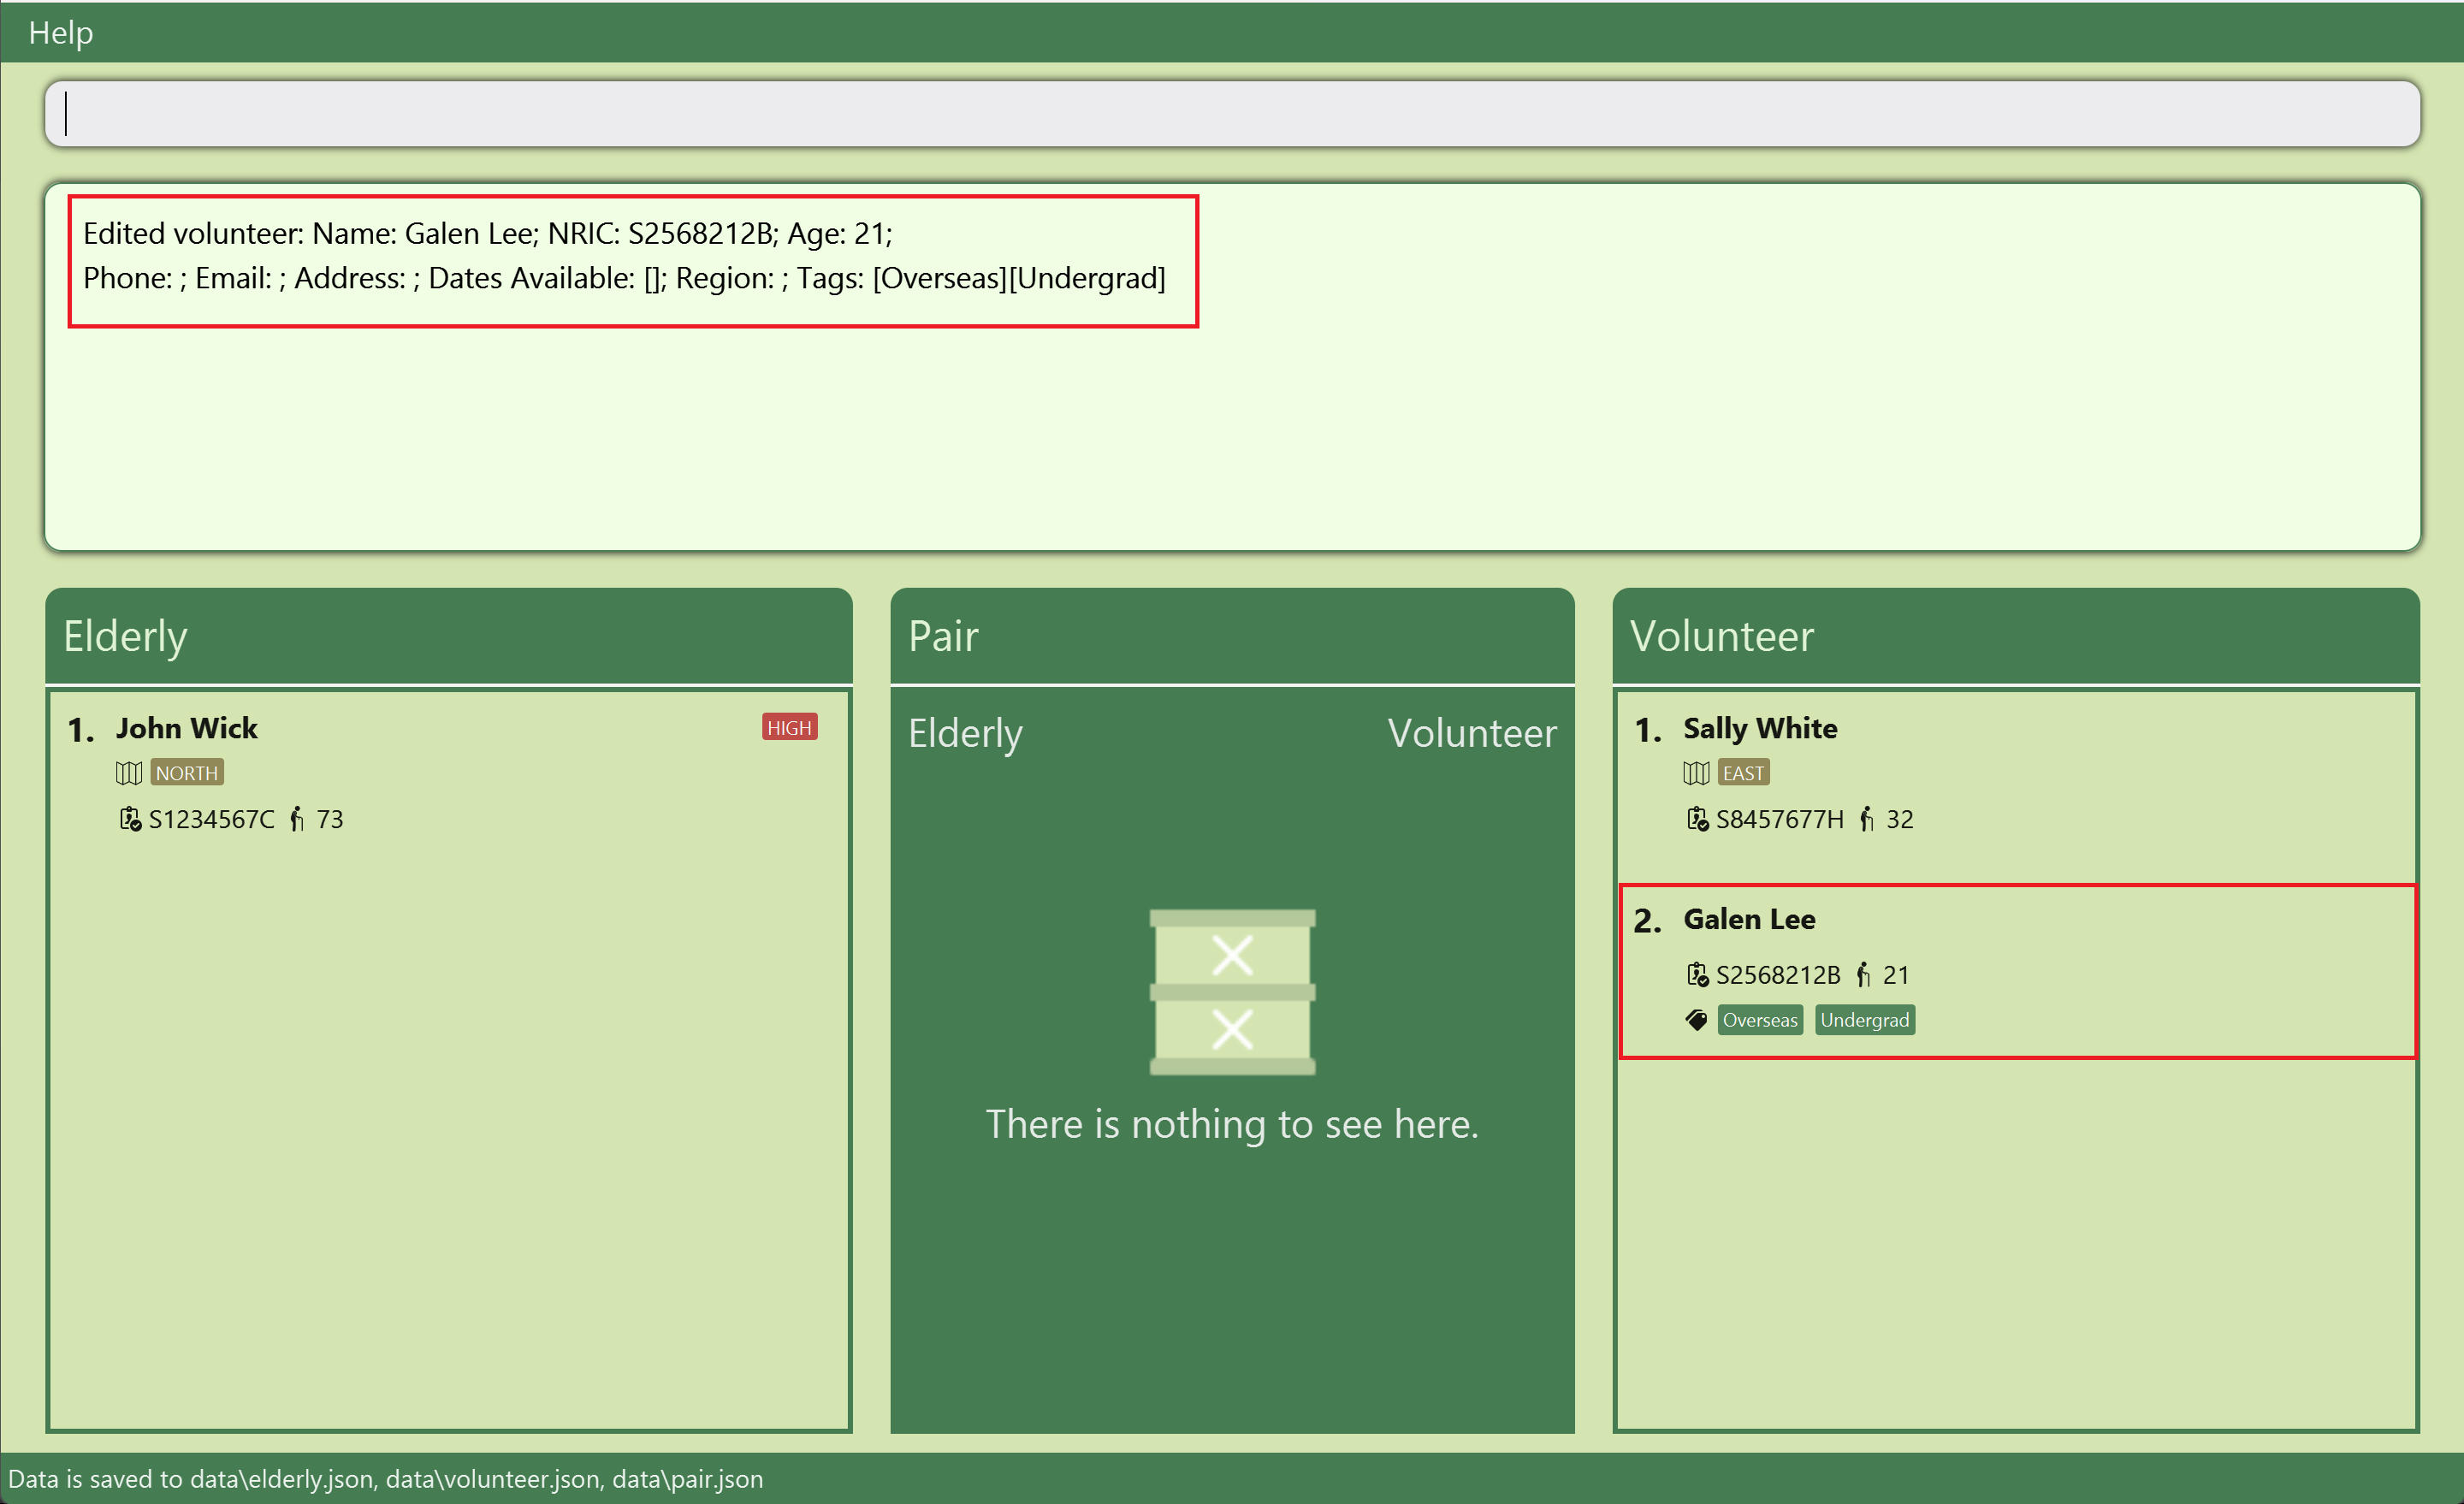 Help
Edited volunteer: Name: Galen Lee; NRIC: S2568212B; Age: 21;
Phone: ; Email: ; Address: ; Dates Available: []; Region: ; Tags: [Overseas][Undergrad]
Elderly
1. John Wick HIGH
NORTH
S1234567C 73
Pair
Elderly Volunteer
There is nothing to see here.
Volunteer
1. Sally White
EAST
S8457677H 32
2. Galen Lee
S2568212B 21
Overseas Undergrad
Data is saved to data\elderly.json, data\volunteer.json, data\pair.json